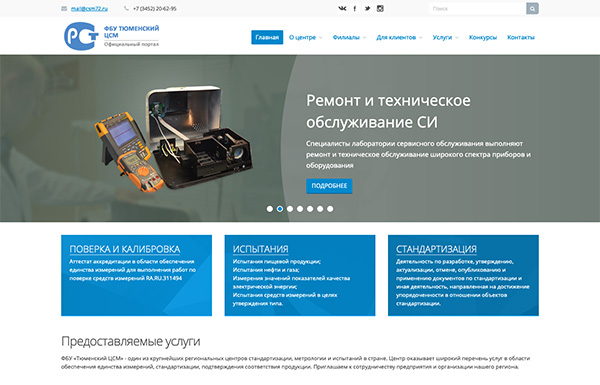 mail@csm72.ru
+7 (3452) 20-62-95
Поиск
РСТ
ФБУ ТЮМЕНСКИЙ
ЦСМ
Официальный портал
Главная
О центре
Филиалы
Для клиентов
Услуги
Конкурсы
Контакты
Ремонт и техническое
обслуживание СИ
Специалисты лаборатории сервисного обслуживания выполняют
ремонт и техническое обслуживание широкого спектра приборов и
оборудования
ПОДРОБНЕЕ
ПОВЕРКА И КАЛИБРОВКА
Аттестат аккредитации в области обеспечения
единства измерений для выполнения работ по
поверке средств измерений RA.RU.311494
ИСПЫТАНИЯ
Испытания пищевой продукции;
Испытания нефти и газа;
Измерения значений показателей качества
электрической энергии;
Испытания средств измерений в целях
утверждения типа.
СТАНДАРТИЗАЦИЯ
Деятельность по разработке, утверждению,
актуализации, отмене, опубликованию и
применению документов по стандартизации и
иная деятельность, направленная на достижение
упорядоченности в отношении объектов
стандартизации.
Предоставляемые услуги
ФБУ «Тюменский ЦСМ» - один из крупнейших региональных центров стандартизации, метрологии и испытаний в стране. Центр оказывает широкий перечень услуг в области
обеспечения единства измерений, стандартизации, подтверждения соответствия продукции. Приглашаем к сотрудничеству предприятия и организации нашего региона.